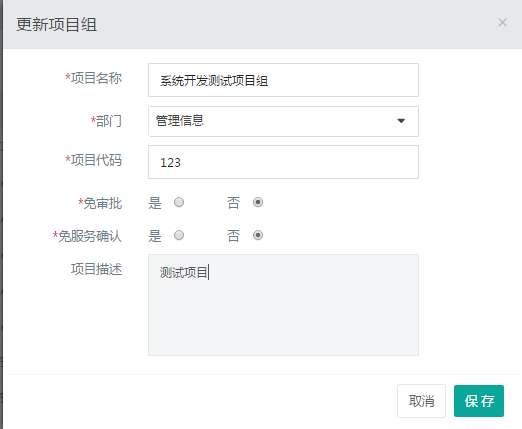 更新项目组 ×
*项目名称 系统开发测试项目组
*部门 管理信息
*项目代码 123
*免审批 是 否
*免服务确认 是 否
项目描述 测试项目
取消 保存